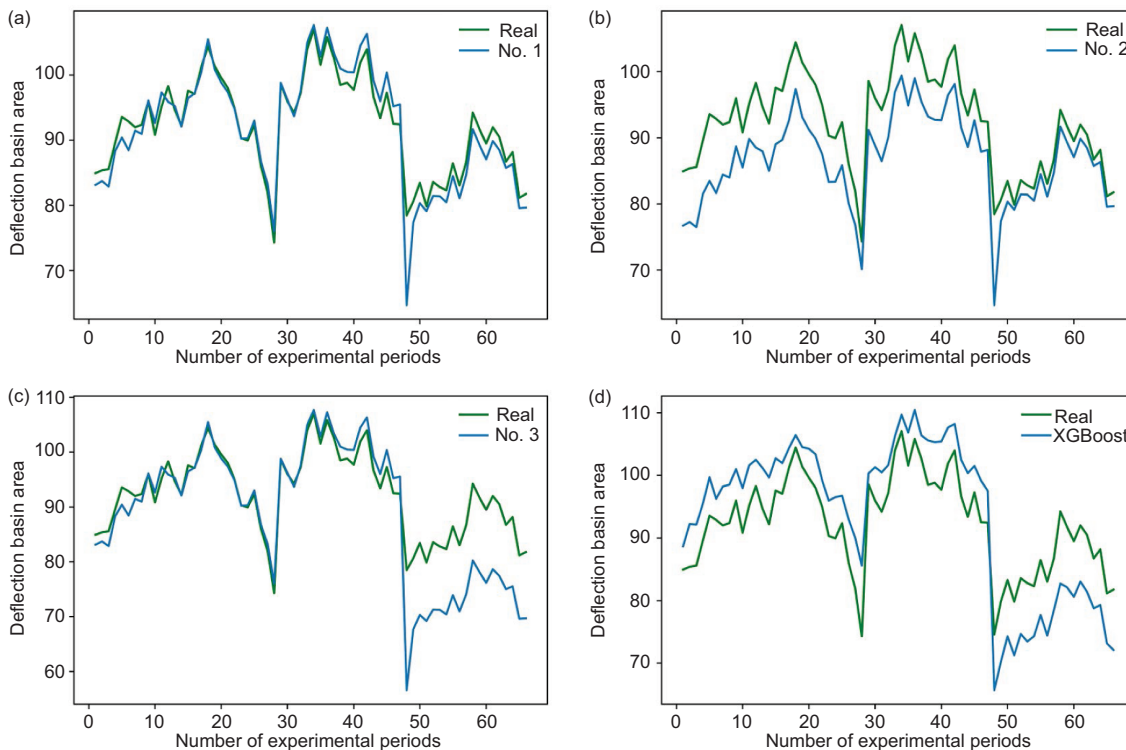 (a)
Real
No. 1
Deflection basin area
100
90
80
70
0 10 20 30 40 50 60
Number of experimental periods
(b)
Real
No. 2
Deflection basin area
100
90
80
70
0 10 20 30 40 50 60
Number of experimental periods
(c)
Real
No. 3
Deflection basin area
110
100
90
80
70
60
0 10 20 30 40 50 60
Number of experimental periods
(d)
Real
XGBoost
Deflection basin area
110
100
90
80
70
0 10 20 30 40 50 60
Number of experimental periods